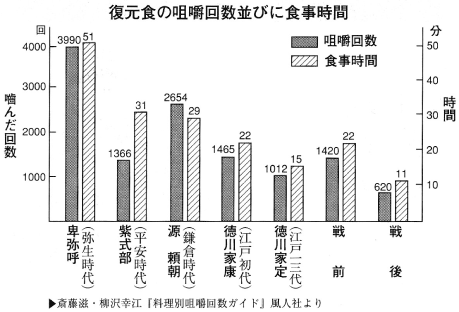 復元食の咀嚼回数並びに食事時間
回
分
4000
3000
2000
1000
嚙んだ回数
50
40
30
20
10
時間
咀嚼回数
食事時間
3990 51
1366 31
2654 29
1465 22
1012 15
1420 22
620 11
卑弥呼(弥生時代)
紫式部(平安時代)
源頼朝(鎌倉時代)
徳川家康(江戸初代)
徳川家定(江戸一三代)
戦前
戦後
▶斎藤滋・柳沢幸江『料理別咀嚼回数ガイド』風人社より